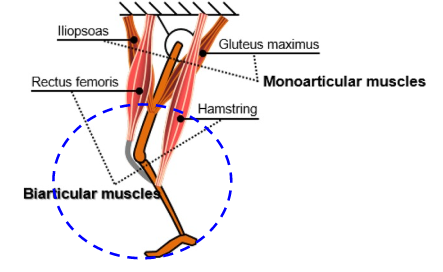 Iliopsoas
Gluteus maximus
Rectus femoris
Monoarticular muscles
Hamstring
Biarticular muscles